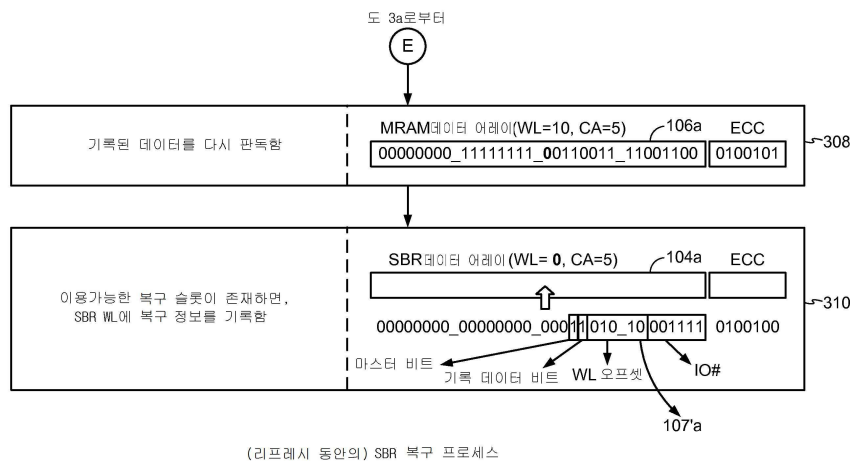 도 3a로부터
E
기록된 데이터를 다시 판독함
MRAM데이터 어레이(WL=10, CA=5)
106a
ECC
00000000_11111111_00110011_11001100
0100101
308
이용가능한 복구 슬롯이 존재하면,
SBR WL에 복구 정보를 기록함
SBR데이터 어레이(WL= 0, CA=5)
104a
ECC
310
00000000_00000000_00011010_10001111
0100100
마스터 비트
기록 데이터 비트
WL 오프셋
IO#
107'a
(리프레시 동안의) SBR 복구 프로세스